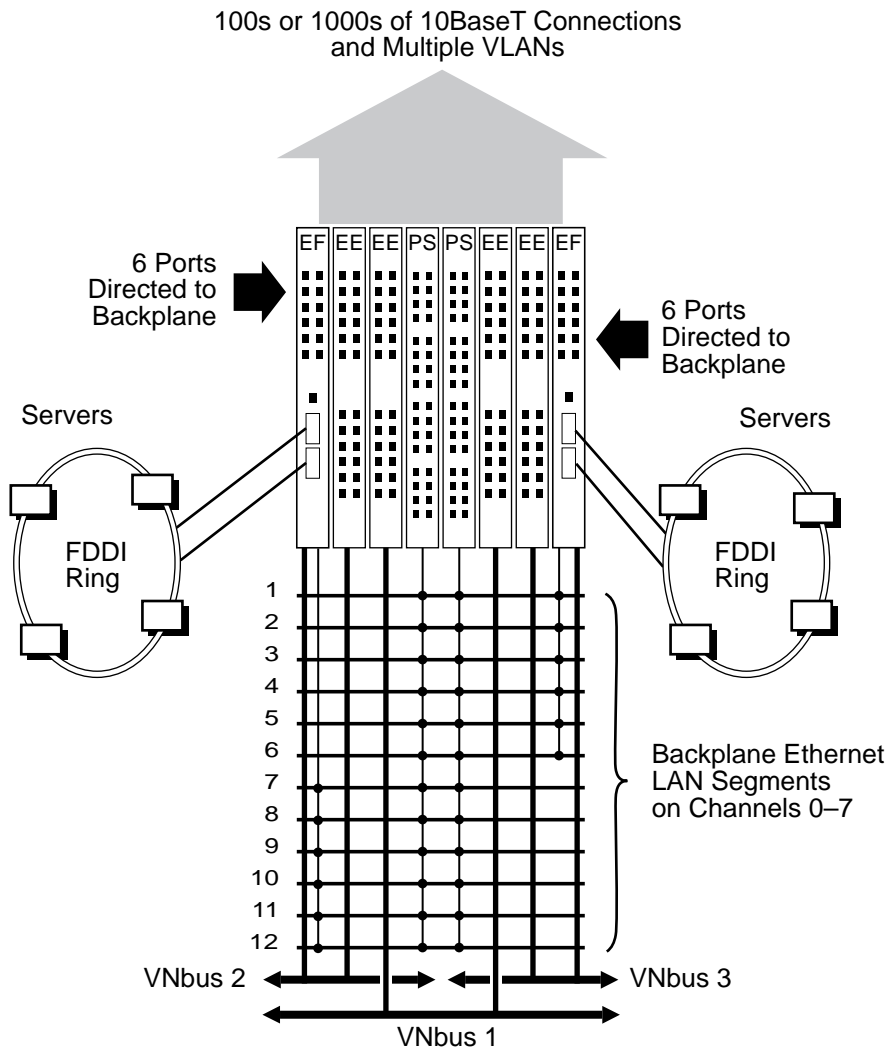 100s or 1000s of 10BaseT Connections
and Multiple VLANs
EF EE EE PS PS EE EE EF
6 Ports
Directed to
Backplane
6 Ports
Directed to
Backplane
Servers
Servers
FDDI
Ring
FDDI
Ring
1
2
3
4
5
6
7
8
9
10
11
12
Backplane Ethernet
LAN Segments
on Channels 0–7
VNbus 2
VNbus 3
VNbus 1